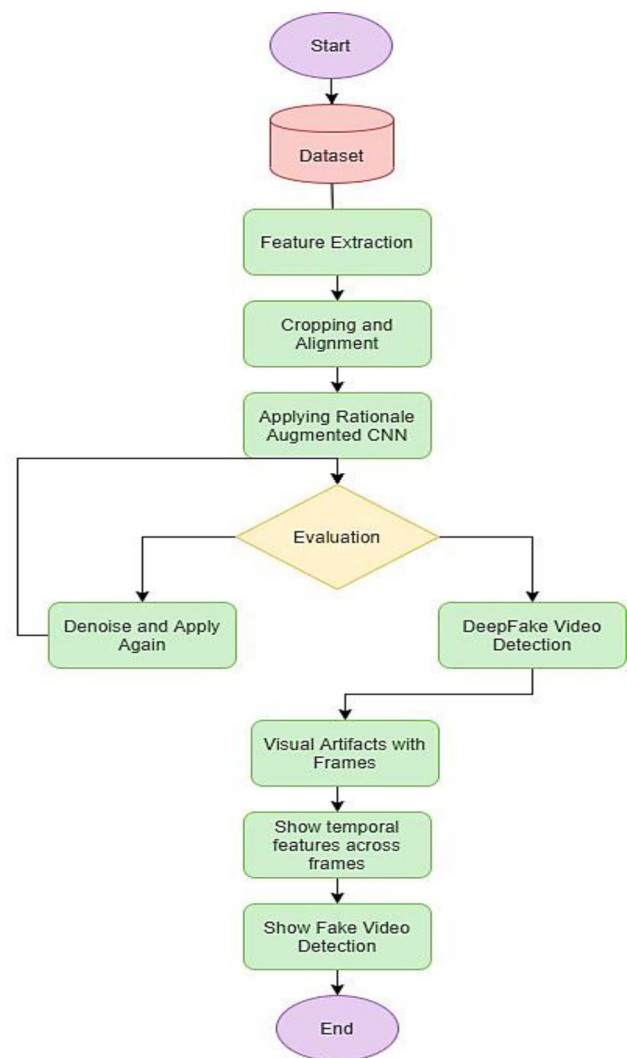 Start
Dataset
Feature Extraction
Cropping and
Alignment
Applying Rationale
Augmented CNN
Evaluation
Denoise and Apply
Again
DeepFake Video
Detection
Visual Artifacts with
Frames
Show temporal
features across
frames
Show Fake Video
Detection
End